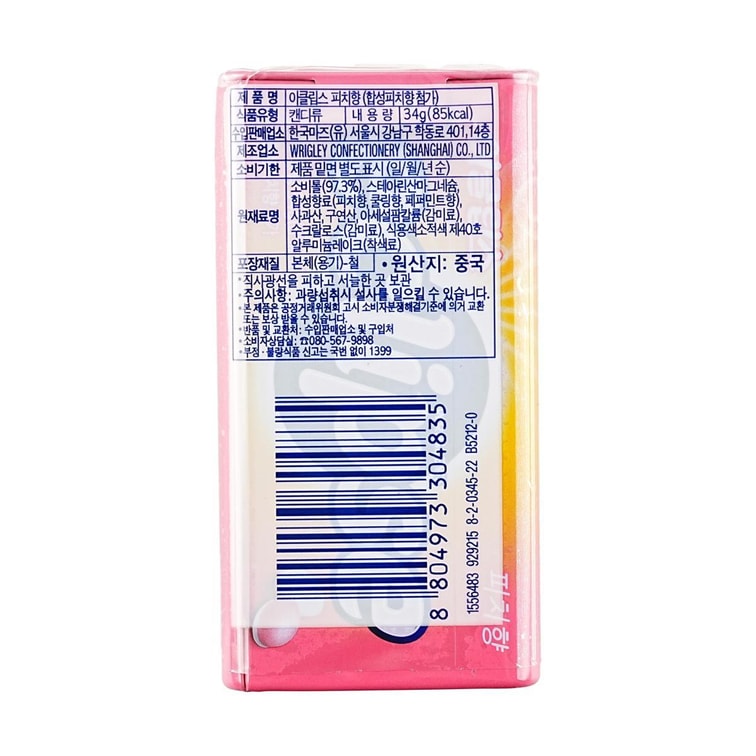 제 품 명 아클립스 피치향 (합성피치향 첨가)
식품유형 캔디류 내 용 량 34g (85kcal)
수입판매업소 한국마즈(유) 서울시 강남구 학동로 401,14층
제조업소 WRIGLEY CONFECTIONERY (SHANGHAI) CO., LTD
소비기한 제품 밑면 별도표시 (일/월/년 순)
원재료명 소비톨(97.3%), 스테아린산마그네슘,
합성향료(피치향, 쿨링향, 페퍼민트향),
사과산, 구연산, 아세설팜칼륨(감미료),
수크랄로스(감미료), 식용색소적색 제40호
알루미늄레이크(착색료)
포장재질 본체(용기)-철 • 원산지: 중국
• 직사광선을 피하고 서늘한 곳 보관
• 주의사항: 과량섭취시 설사를 일으킬 수 있습니다.
• 본 제품은 공정거래위원회 고시 소비자분쟁해결기준에 의거 교환
또는 보상 받을 수 있습니다.
• 반품 및 교환처: 수입판매업소 및 구입처
• 소비자상담실: ☎080-567-9898
• 부정 · 불량식품 신고는 국번 없이 1399
8 804973 304835
1556483 929215 8-2-0345-22 B5212-0
피치향